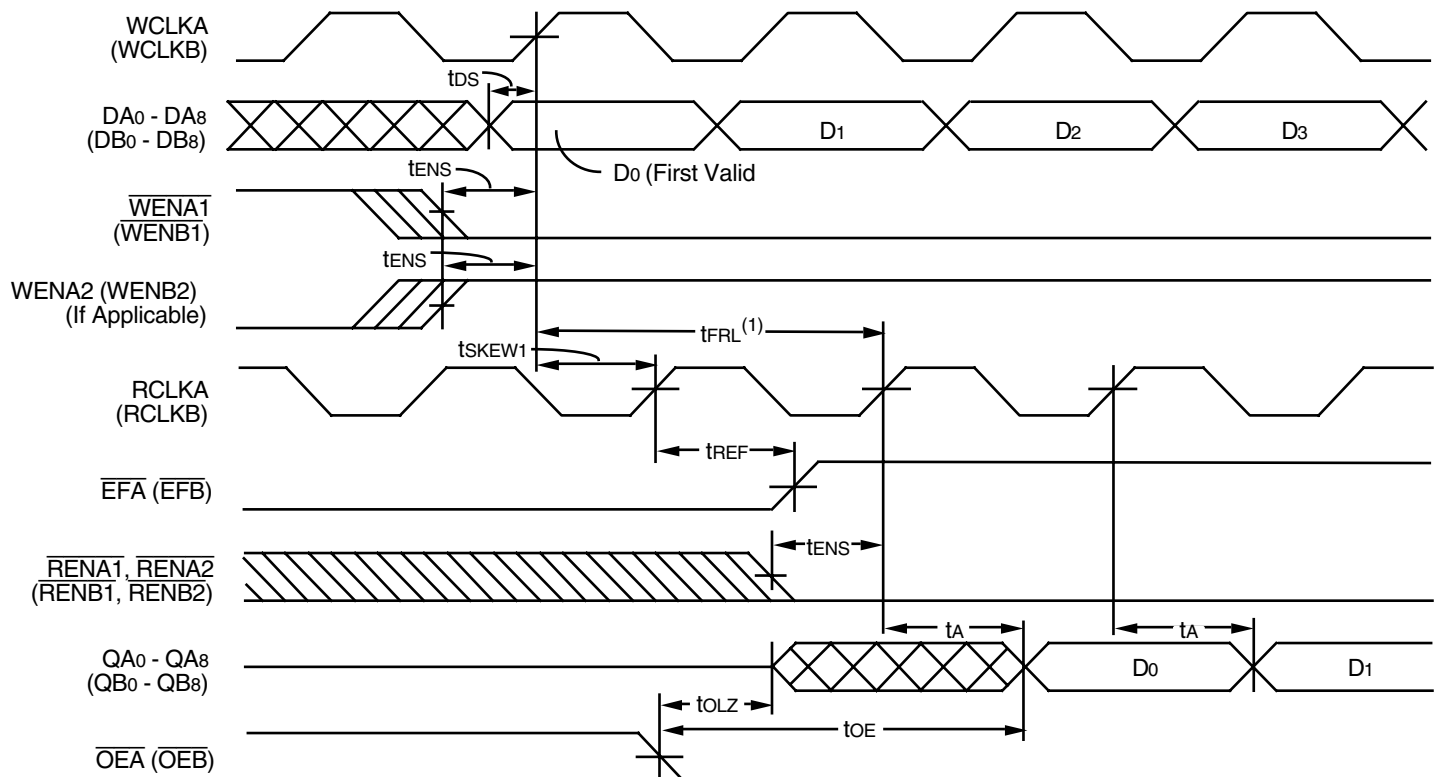 WCLKA
(WCLKB)
tDS
DA0 - DA8
(DB0 - DB8)
D1
D2
D3
D0 (First Valid
tENS
WENA1
(WENB1)
tENS
WENA2 (WENB2)
(If Applicable)
tFRL(1)
tSKEW1
RCLKA
(RCLKB)
tREF
EFA (EFB)
tENS
RENA1, RENA2
(RENB1, RENB2)
tA
tA
QA0 - QA8
(QB0 - QB8)
D0
D1
tOLZ
tOE
OEA (OEB)